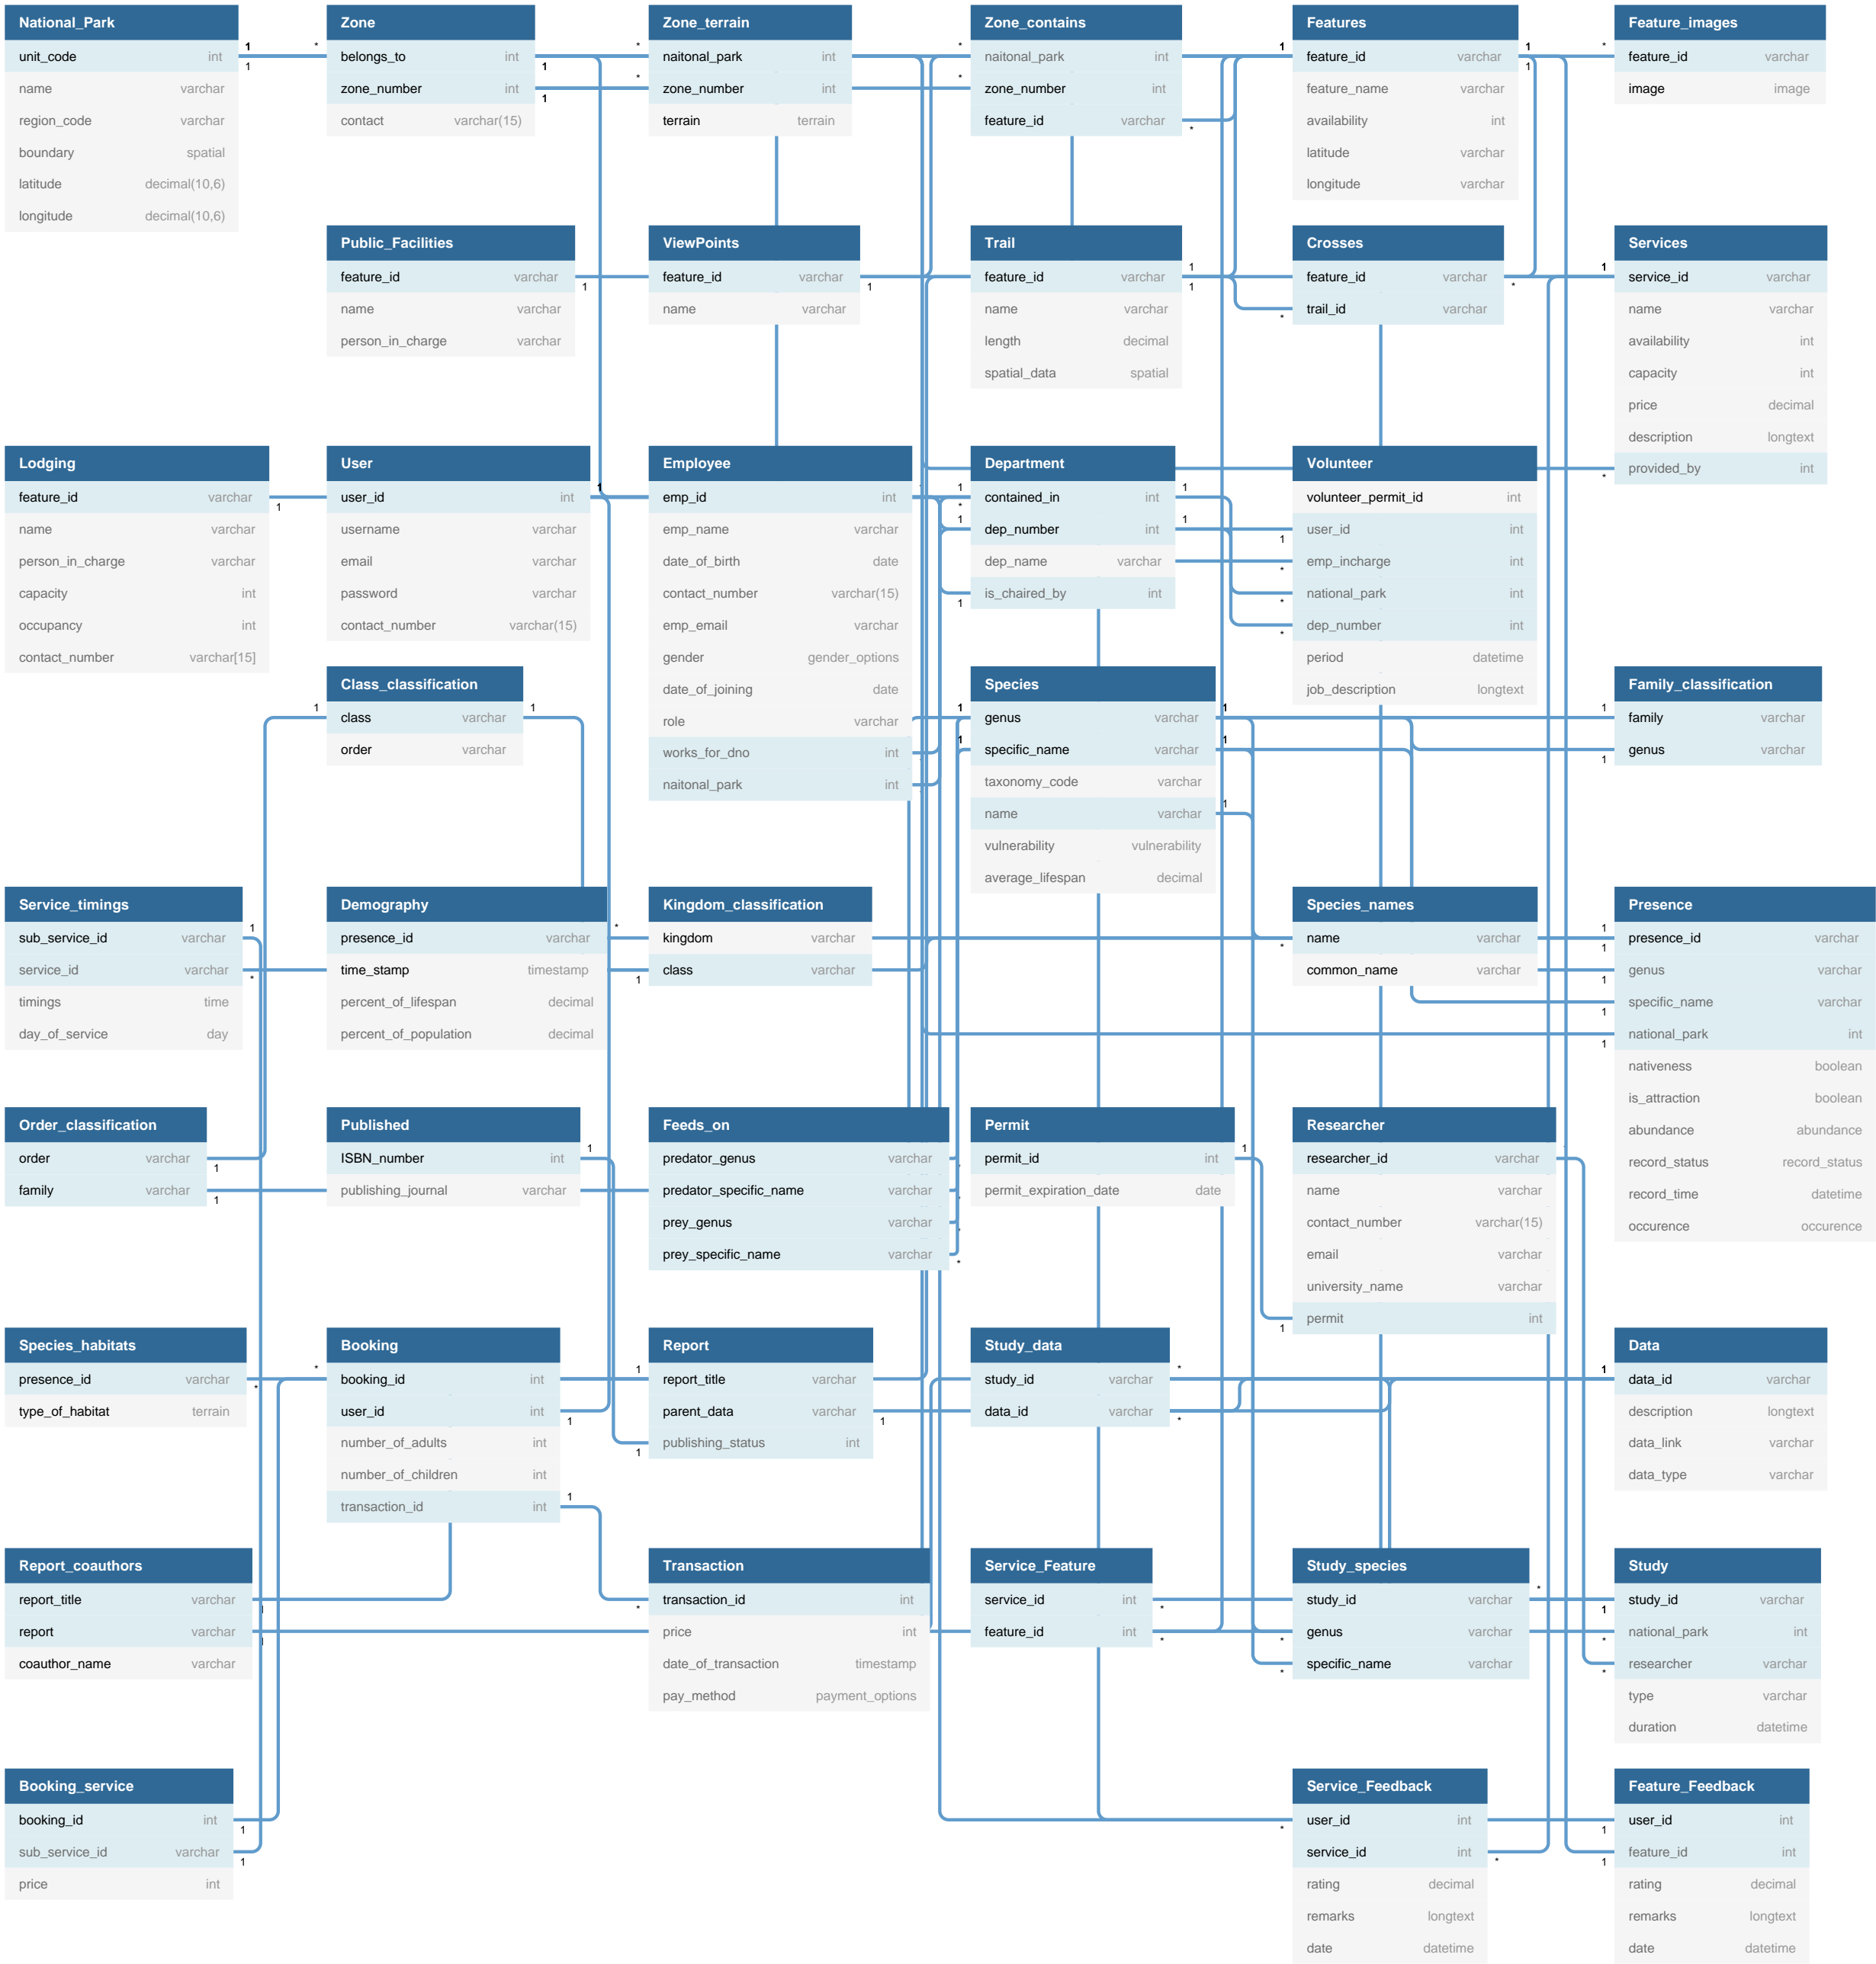 National_Park
unit_code int
name varchar
region_code varchar
boundary spatial
latitude decimal(10,6)
longitude decimal(10,6)
Zone
belongs_to int
zone_number int
contact varchar(15)
Zone_terrain
naitonal_park int
zone_number int
terrain terrain
Zone_contains
naitonal_park int
zone_number int
feature_id varchar
Features
feature_id varchar
feature_name varchar
availability int
latitude varchar
longitude varchar
Feature_images
feature_id varchar
image image
Public_Facilities
feature_id varchar
name varchar
person_in_charge varchar
ViewPoints
feature_id varchar
name varchar
Trail
feature_id varchar
name varchar
length decimal
spatial_data spatial
Crosses
feature_id varchar
trail_id varchar
Services
service_id varchar
name varchar
availability int
capacity int
price decimal
description longtext
provided_by int
Lodging
feature_id varchar
name varchar
person_in_charge varchar
capacity int
occupancy int
contact_number varchar[15]
User
user_id int
username varchar
email varchar
password varchar
contact_number varchar(15)
Employee
emp_id int
emp_name varchar
date_of_birth date
contact_number varchar(15)
emp_email varchar
gender gender_options
date_of_joining date
role varchar
works_for_dno int
naitonal_park int
Department
contained_in int
dep_number int
dep_name varchar
is_chaired_by int
Volunteer
volunteer_permit_id int
user_id int
emp_incharge int
national_park int
dep_number int
period datetime
job_description longtext
Class_classification
class varchar
order varchar
Species
genus varchar
specific_name varchar
taxonomy_code varchar
name varchar
vulnerability vulnerability
average_lifespan decimal
Family_classification
family varchar
genus varchar
Service_timings
sub_service_id varchar
service_id varchar
timings time
day_of_service day
Demography
presence_id varchar
time_stamp timestamp
percent_of_lifespan decimal
percent_of_population decimal
Kingdom_classification
kingdom varchar
class varchar
Species_names
name varchar
common_name varchar
Presence
presence_id varchar
genus varchar
specific_name varchar
national_park int
nativeness boolean
is_attraction boolean
abundance abundance
record_status record_status
record_time datetime
occurence occurence
Order_classification
order varchar
family varchar
Published
ISBN_number int
publishing_journal varchar
Feeds_on
predator_genus varchar
predator_specific_name varchar
prey_genus varchar
prey_specific_name varchar
Permit
permit_id int
permit_expiration_date date
Researcher
researcher_id varchar
name varchar
contact_number varchar(15)
email varchar
university_name varchar
permit int
Species_habitats
presence_id varchar
type_of_habitat terrain
Booking
booking_id int
user_id int
number_of_adults int
number_of_children int
transaction_id int
Report
report_title varchar
parent_data varchar
publishing_status int
Study_data
study_id varchar
data_id varchar
Data
data_id varchar
description longtext
data_link varchar
data_type varchar
Report_coauthors
report_title varchar
report varchar
coauthor_name varchar
Transaction
transaction_id int
price int
date_of_transaction timestamp
pay_method payment_options
Service_Feature
service_id int
feature_id int
Study_species
study_id varchar
genus varchar
specific_name varchar
Study
study_id varchar
national_park int
researcher varchar
type varchar
duration datetime
Booking_service
booking_id int
sub_service_id varchar
price int
Service_Feedback
user_id int
service_id int
rating decimal
remarks longtext
date datetime
Feature_Feedback
user_id int
feature_id int
rating decimal
remarks longtext
date datetime